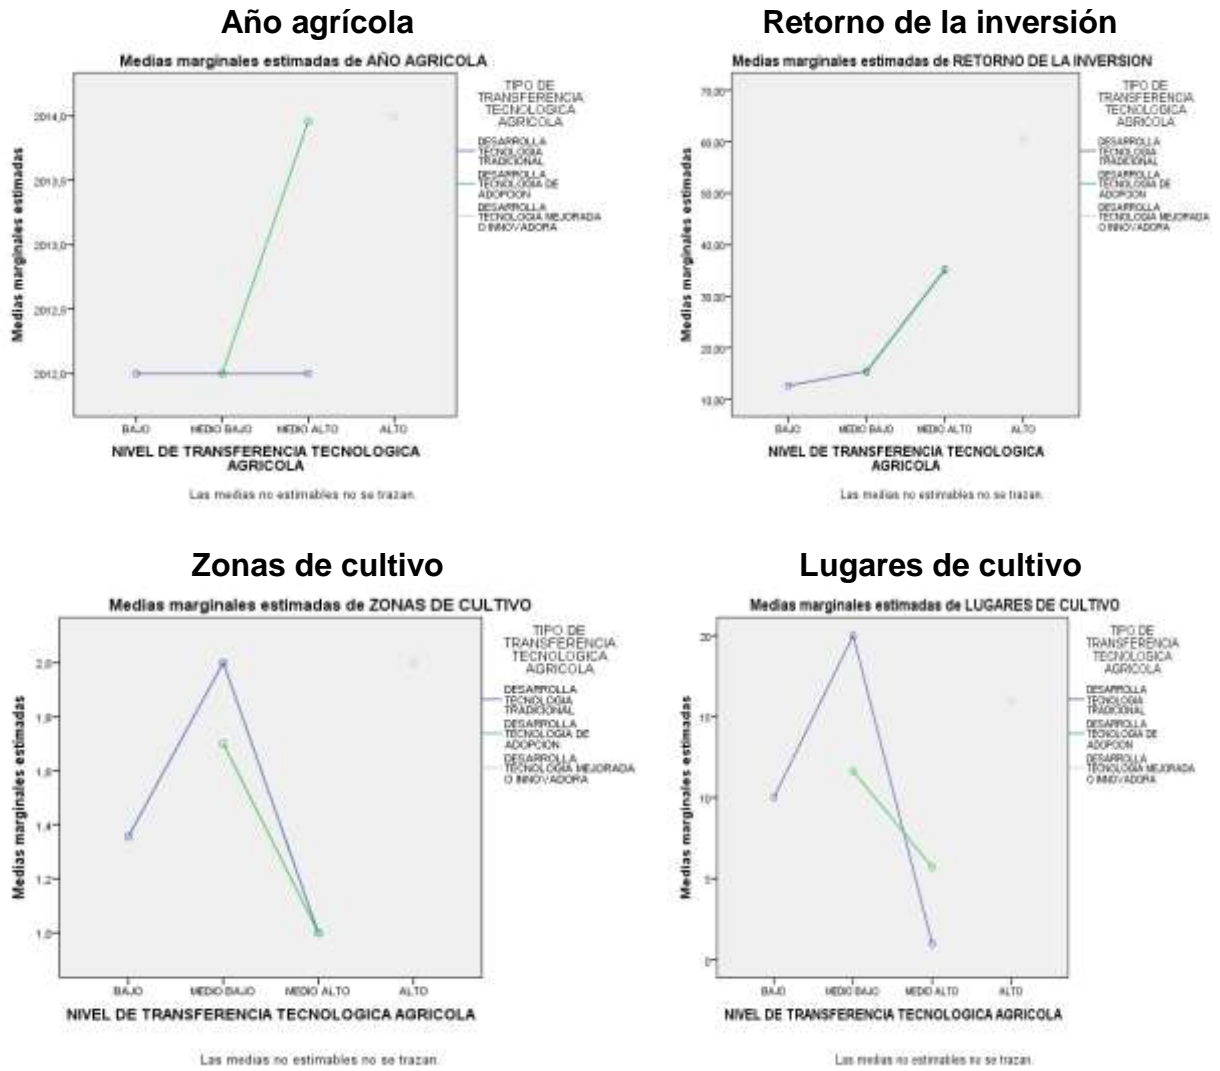 Año agrícola
Medias marginales estimadas de AÑO AGRICOLA
Medias marginales estimadas
2014,0
2013,5
2013,0
2012,5
2012,0
BAJO
MEDIO BAJO
MEDIO ALTO
ALTO
NIVEL DE TRANSFERENCIA TECNOLOGICA
AGRICOLA
Las medias no estimables no se trazan.
TIPO DE
TRANSFERENCIA
TECNOLOGICA
AGRICOLA
DESARROLLA
TECNOLOGIA
TRADICIONAL
DESARROLLA
TECNOLOGIA DE
ADOPCION
DESARROLLA
TECNOLOGIA MEJORADA
O INNOVADORA
Retorno de la inversión
Medias marginales estimadas de RETORNO DE LA INVERSION
Medias marginales estimadas
70,00
60,00
50,00
40,00
30,00
20,00
10,00
BAJO
MEDIO BAJO
MEDIO ALTO
ALTO
NIVEL DE TRANSFERENCIA TECNOLOGICA
AGRICOLA
Las medias no estimables no se trazan.
TIPO DE
TRANSFERENCIA
TECNOLOGICA
AGRICOLA
DESARROLLA
TECNOLOGIA
TRADICIONAL
DESARROLLA
TECNOLOGIA DE
ADOPCION
DESARROLLA
TECNOLOGIA MEJORADA
O INNOVADORA
Zonas de cultivo
Medias marginales estimadas de ZONAS DE CULTIVO
Medias marginales estimadas
2,0
1,8
1,6
1,4
1,2
1,0
BAJO
MEDIO BAJO
MEDIO ALTO
ALTO
NIVEL DE TRANSFERENCIA TECNOLOGICA AGRICOLA
Las medias no estimables no se trazan.
TIPO DE
TRANSFERENCIA
TECNOLOGICA
AGRICOLA
DESARROLLA
TECNOLOGIA
TRADICIONAL
DESARROLLA
TECNOLOGIA DE
ADOPCION
DESARROLLA
TECNOLOGIA MEJORADA
O INNOVADORA
Lugares de cultivo
Medias marginales estimadas de LUGARES DE CULTIVO
Medias marginales estimadas
20
15
10
5
0
BAJO
MEDIO BAJO
MEDIO ALTO
ALTO
NIVEL DE TRANSFERENCIA TECNOLOGICA AGRICOLA
Las medias no estimables no se trazan.
TIPO DE
TRANSFERENCIA
TECNOLOGICA
AGRICOLA
DESARROLLA
TECNOLOGIA
TRADICIONAL
DESARROLLA
TECNOLOGIA DE
ADOPCION
DESARROLLA
TECNOLOGIA MEJORADA
O INNOVADORA